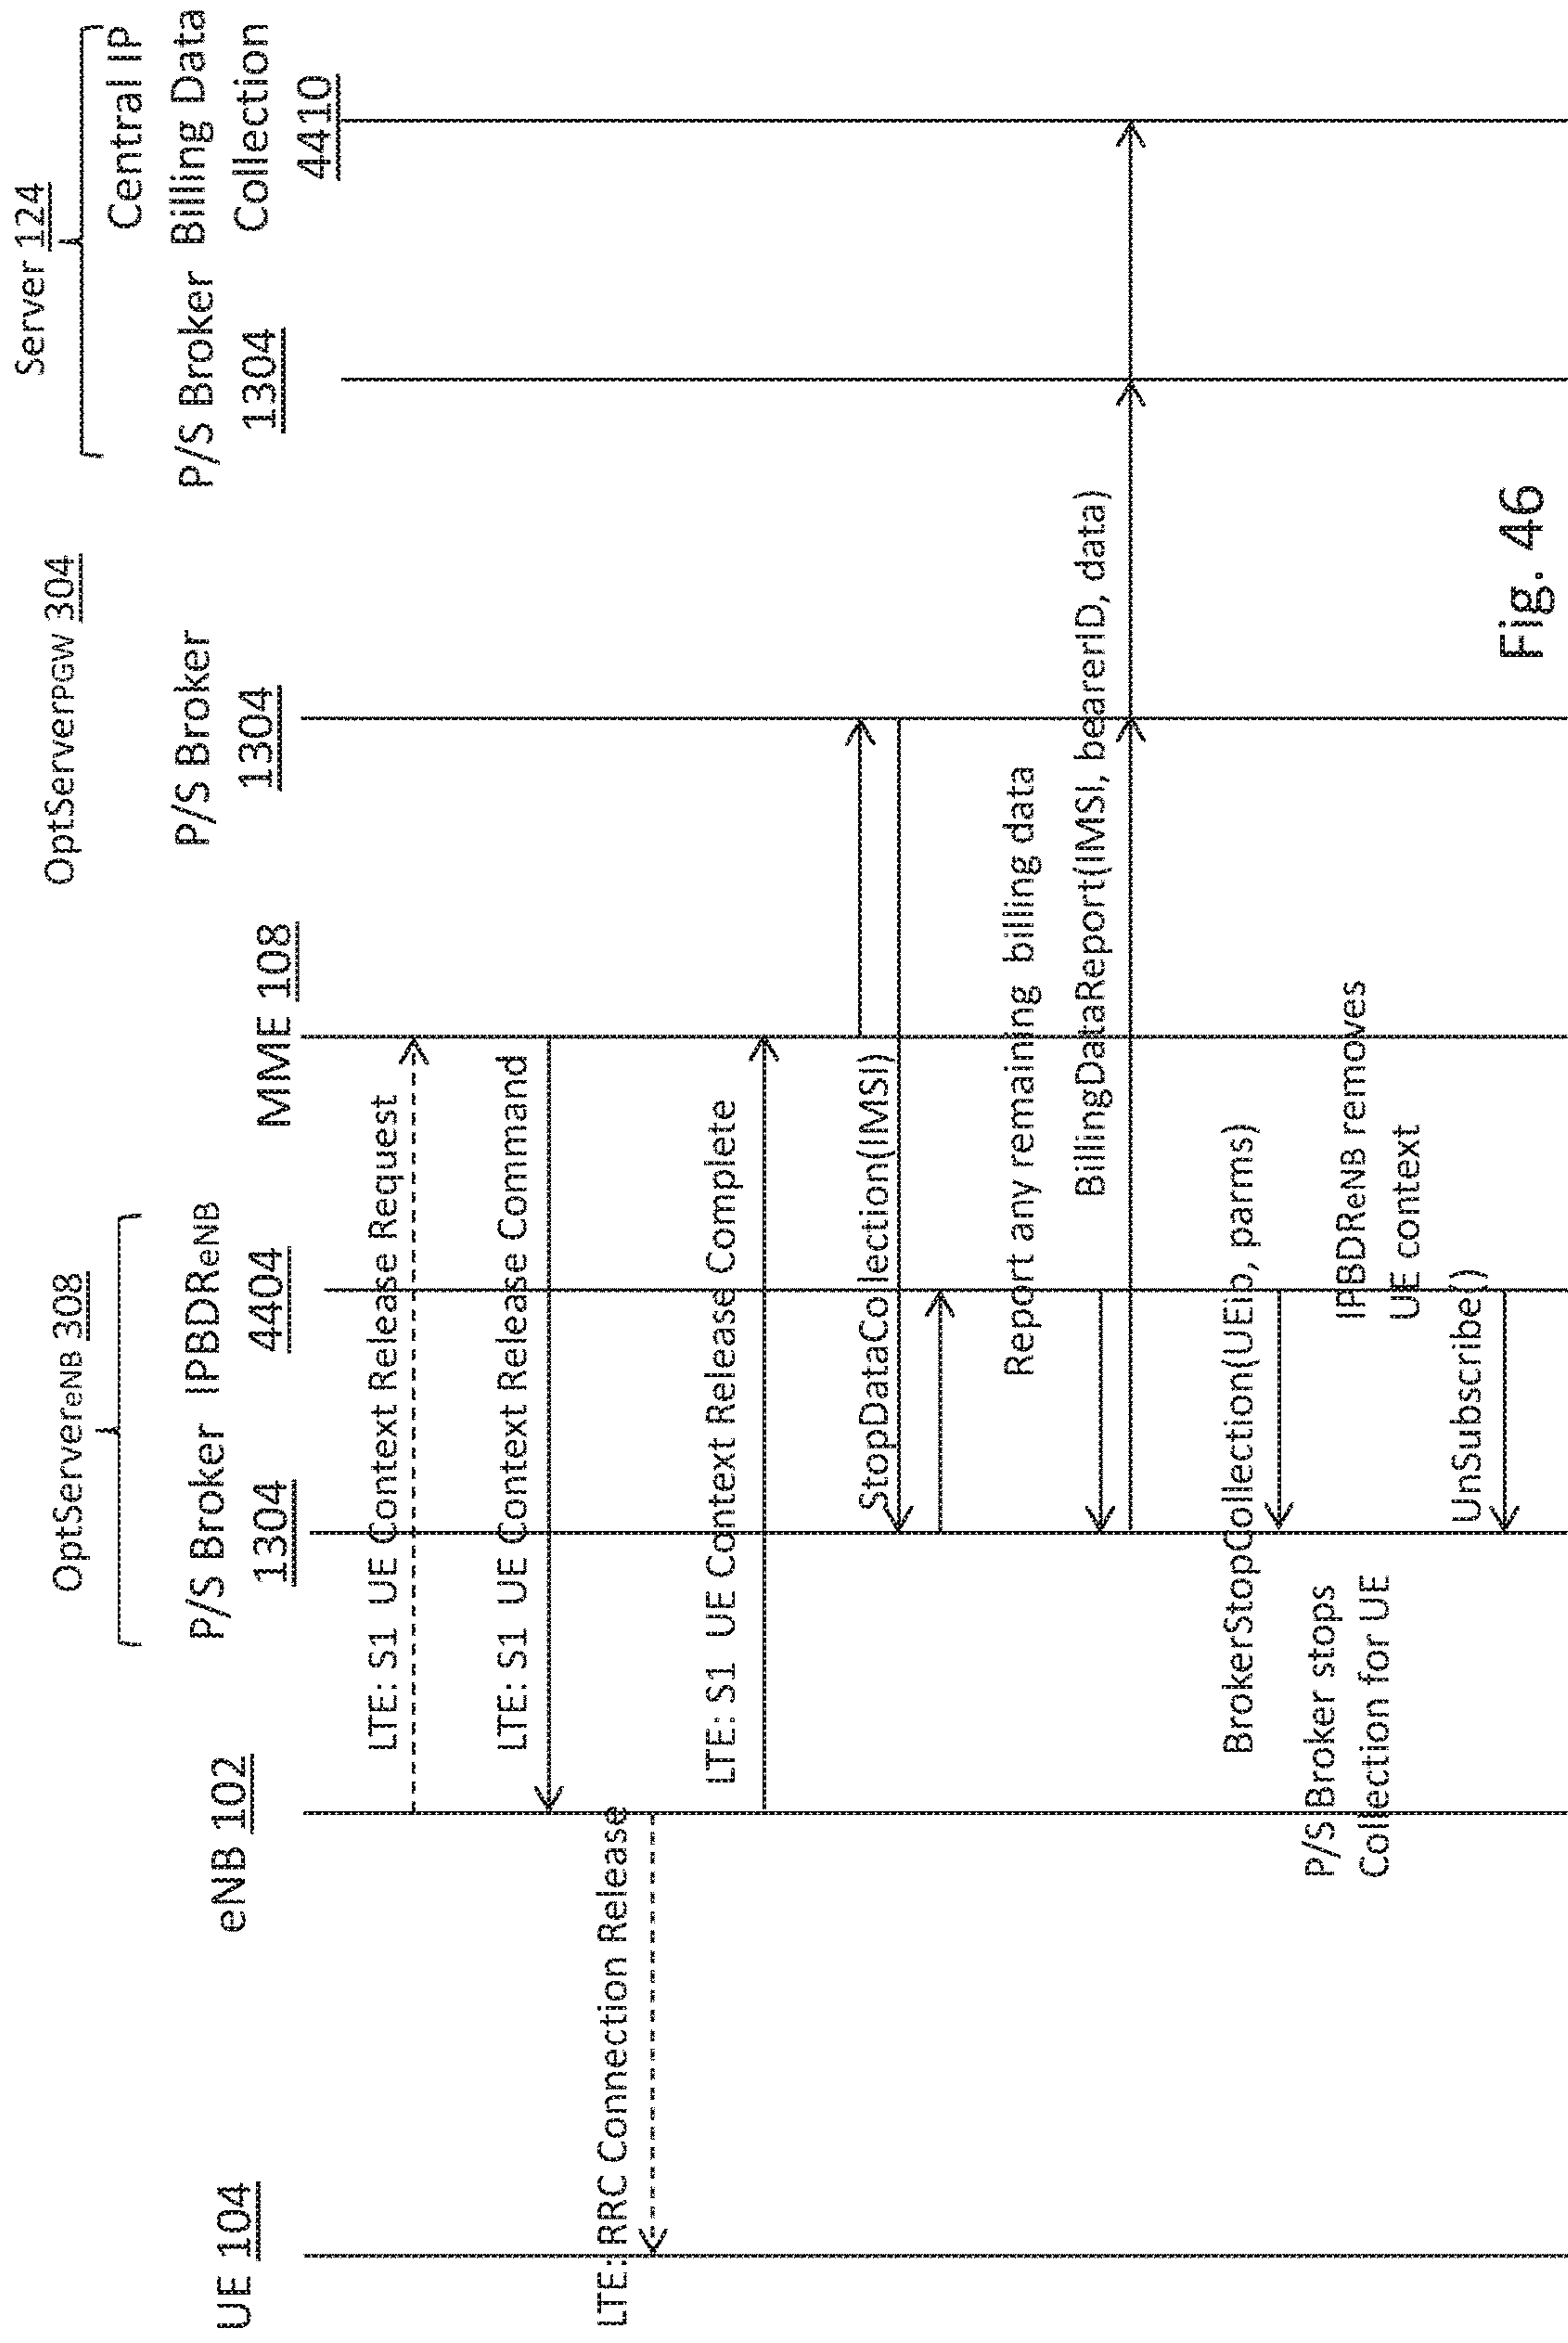 UE 104
eNB 102
OptServereNB 308
P/S Broker
1304
IPBDReNB
4404
MME 108
OptServerPGW 304
P/S Broker
1304
Server 124
P/S Broker
1304
Central IP
Billing Data
Collection
4410
LTE: S1 UE Context Release Request
LTE: S1 UE Context Release Command
LTE: RRC Connection Release
LTE: S1 UE Context Release Complete
StopDataCollection(IMSI)
Report any remaining billing data
BillingDataReport(IMSI, bearerID, data)
BrokerStopCollection(UEip, parms)
P/S Broker stops
Collection for UE
IPBDReNB removes
UE context
UnSubscribe()
Fig. 46